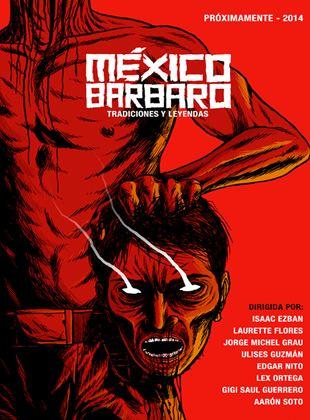 PRÓXIMAMENTE - 2014
MÉXICO
BARBARO
TRADICIONES Y LEYENDAS
DIRIGIDA POR:
ISAAC EZBAN
LAURETTE FLORES
JORGE MICHEL GRAU
ULISES GUZMÁN
EDGAR NITO
LEX ORTEGA
GIGI SAUL GUERRERO
AARÓN SOTO